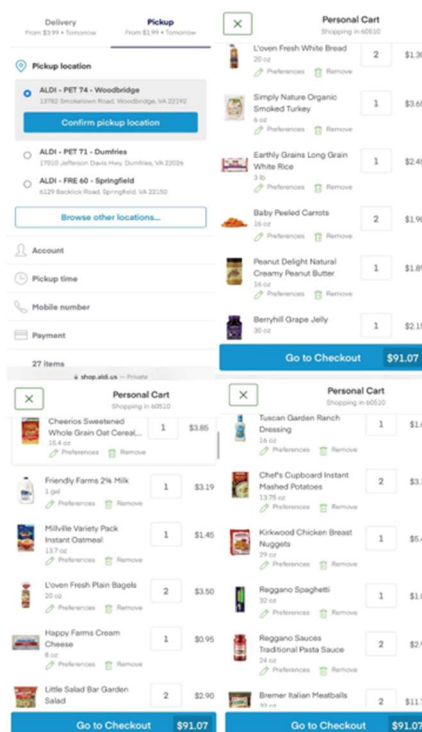 Delivery
From $3.99 • Tomorrow
Pickup
From $1.99 • Tomorrow
Pickup location
ALDI - PET 74 - Woodbridge
13782 Smoketown Road, Woodbridge, VA 22192
Confirm pickup location
ALDI - PET 71 - Dumfries
17010 Jefferson Davis Hwy, Dumfries, VA 22026
ALDI - FRE 60 - Springfield
6129 Backlick Road, Springfield, VA 22150
Browse other locations...
Account
Pickup time
Mobile number
Payment
27 items
shop.aldi.us — Private
Personal Cart
Shopping in 60510
L'oven Fresh White Bread
20 oz
2
$1.30
Preferences Remove
Simply Nature Organic
Smoked Turkey
6 oz
1
Preferences Remove
Earthly Grains Long Grain
White Rice
3 lb
1
Preferences Remove
Baby Peeled Carrots
16 oz
2
Preferences Remove
Peanut Delight Natural
Creamy Peanut Butter
16 oz
1
Preferences Remove
Berryhill Grape Jelly
30 oz
1
Go to Checkout $91.07
Personal Cart
Shopping in 60510
Cheerios Sweetened
Whole Grain Oat Cereal,...
15.4 oz
1
$3.85
Preferences Remove
Friendly Farms 2% Milk
1 gal
1
$3.19
Preferences Remove
Millville Variety Pack
Instant Oatmeal
13.7 oz
1
$1.45
Preferences Remove
L'oven Fresh Plain Bagels
20 oz
2
$3.50
Preferences Remove
Happy Farms Cream
Cheese
8 oz
1
$0.95
Preferences Remove
Little Salad Bar Garden
Salad
2
$2.90
Go to Checkout $91.07
Personal Cart
Shopping in 60510
Tuscan Garden Ranch
Dressing
16 oz
1
Preferences Remove
Chef's Cupboard Instant
Mashed Potatoes
13.75 oz
2
Preferences Remove
Kirkwood Chicken Breast
Nuggets
29 oz
1
Preferences Remove
Reggano Spaghetti
32 oz
1
Preferences Remove
Reggano Sauces
Traditional Pasta Sauce
24 oz
2
Preferences Remove
Bremer Italian Meatballs
2
Go to Checkout $91.07